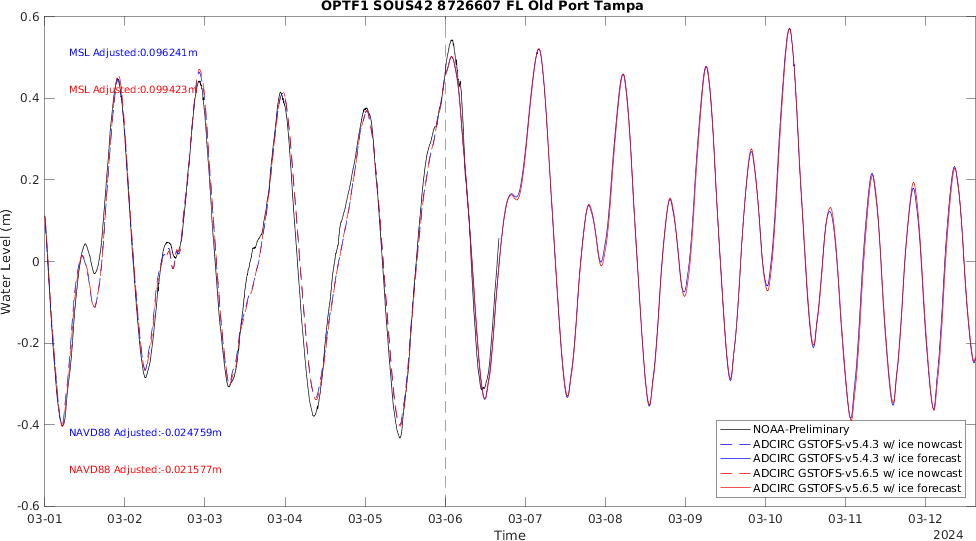 OPTF1 SOUS42 8726607 FL Old Port Tampa
0.6
MSL Adjusted:0.096241m
0.4
MSL Adjusted:0.099423m
0.2
0
Water Level (m)
-0.2
-0.4
NAVD88 Adjusted:-0.024759m
NAVD88 Adjusted:-0.021577m
-0.6
NOAA-Preliminary
ADCIRC GSTOFS-v5.4.3 w/ ice nowcast
ADCIRC GSTOFS-v5.4.3 w/ ice forecast
ADCIRC GSTOFS-v5.6.5 w/ ice nowcast
ADCIRC GSTOFS-v5.6.5 w/ ice forecast
03-01 03-02 03-03 03-04 03-05 03-06 03-07 03-08 03-09 03-10 03-11 03-12
Time
2024